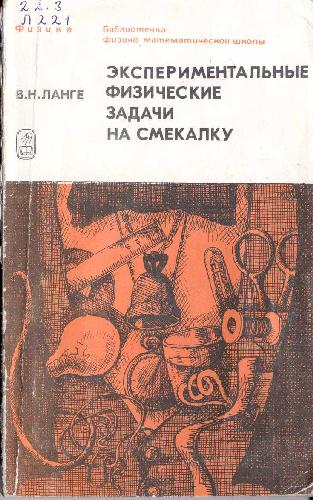 22.3
Л221
Физика
Библиотечка
Физико-математической школы
В.Н.ЛАНГЕ
ЭКСПЕРИМЕНТАЛЬНЫЕ
ФИЗИЧЕСКИЕ
ЗАДАЧИ
НА СМЕКАЛКУ